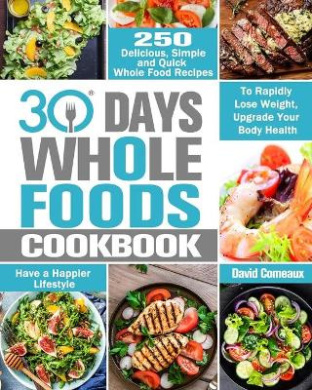 250
Delicious, Simple
and Quick
Whole Food Recipes
To Rapidly
Lose Weight,
Upgrade Your
Body Health
30 DAYS
WHOLE
FOODS
COOKBOOK
Have a Happier
Lifestyle
David Comeaux